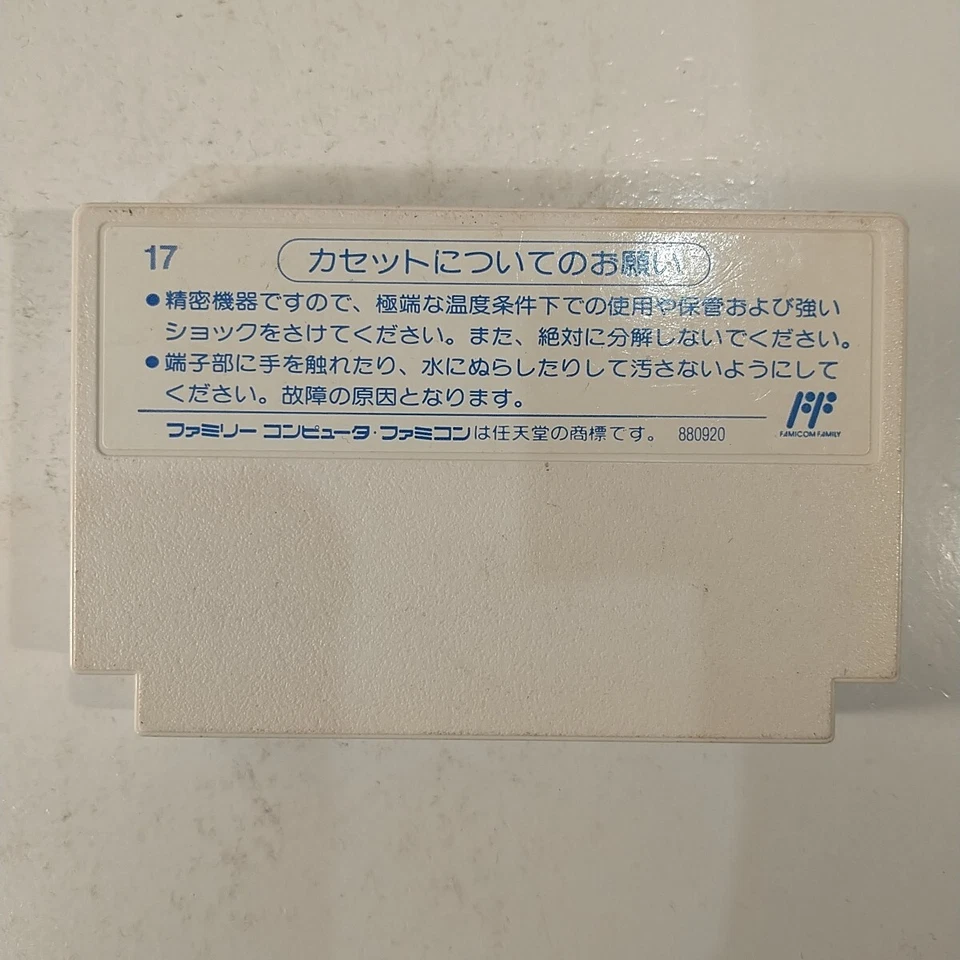 17
カセットについてのお願い
●精密機器ですので、極端な温度条件下での使用や保管および強い
ショックをさけてください。また、絶対に分解しないでください。
●端子部に手を触れたり、水にぬらしたりして汚さないようにして
ください。故障の原因となります。
ファミリーコンピュータ・ファミコンは任天堂の商標です。 880920
FF
FAMICOM FAMILY